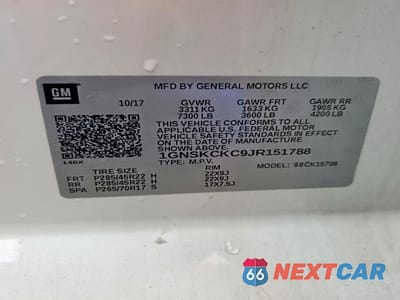 GM
MFD BY GENERAL MOTORS LLC
10/17 GVWR GAWR FRT GAWR RR
3311 KG 1633 KG 1905 KG
7300 LB 3600 LB 4200 LB
THIS VEHICLE CONFORMS TO ALL
APPLICABLE U.S. FEDERAL MOTOR
VEHICLE SAFETY STANDARDS IN
EFFECT ON THE DATE OF MANUFACTURE
SHOWN ABOVE.
1GNSKCKC9JR151788
TYPE: M.P.V. MODEL:
TIRE SIZE RIM
FRT P285/45R22 H 22X9J
RR P285/45R22 H 22X9J
SPA P265/70R17 S 17X7.5J
66 NEXTCAR